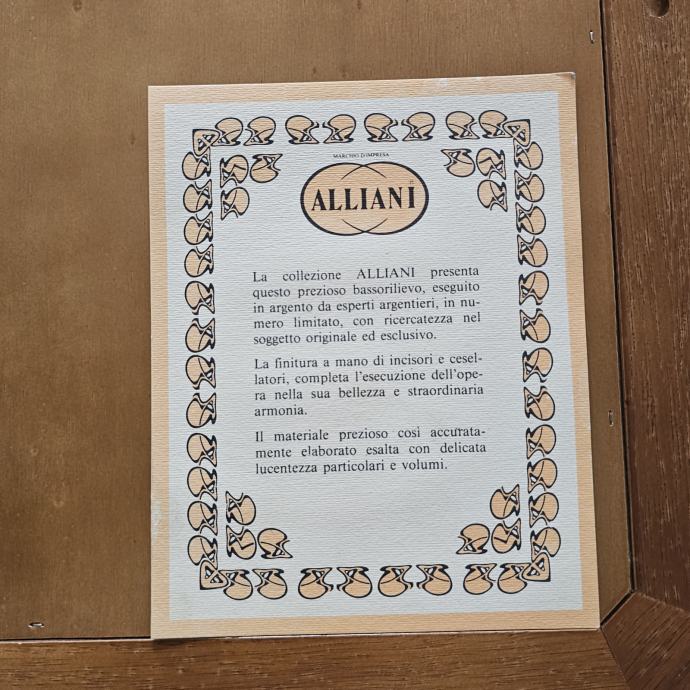 MARCHIO D'IMPRESA
ALLIANI
La collezione ALLIANI presenta
questo prezioso bassorilievo, eseguito
in argento da esperti argentieri, in nu-
mero limitato, con ricercatezza nel
soggetto originale ed esclusivo.
La finitura a mano di incisori e cesel-
latori, completa l'esecuzione dell'ope-
ra nella sua bellezza e straordinaria
armonia.
Il materiale prezioso così accurata-
mente elaborato esalta con delicata
lucentezza particolari e volumi.